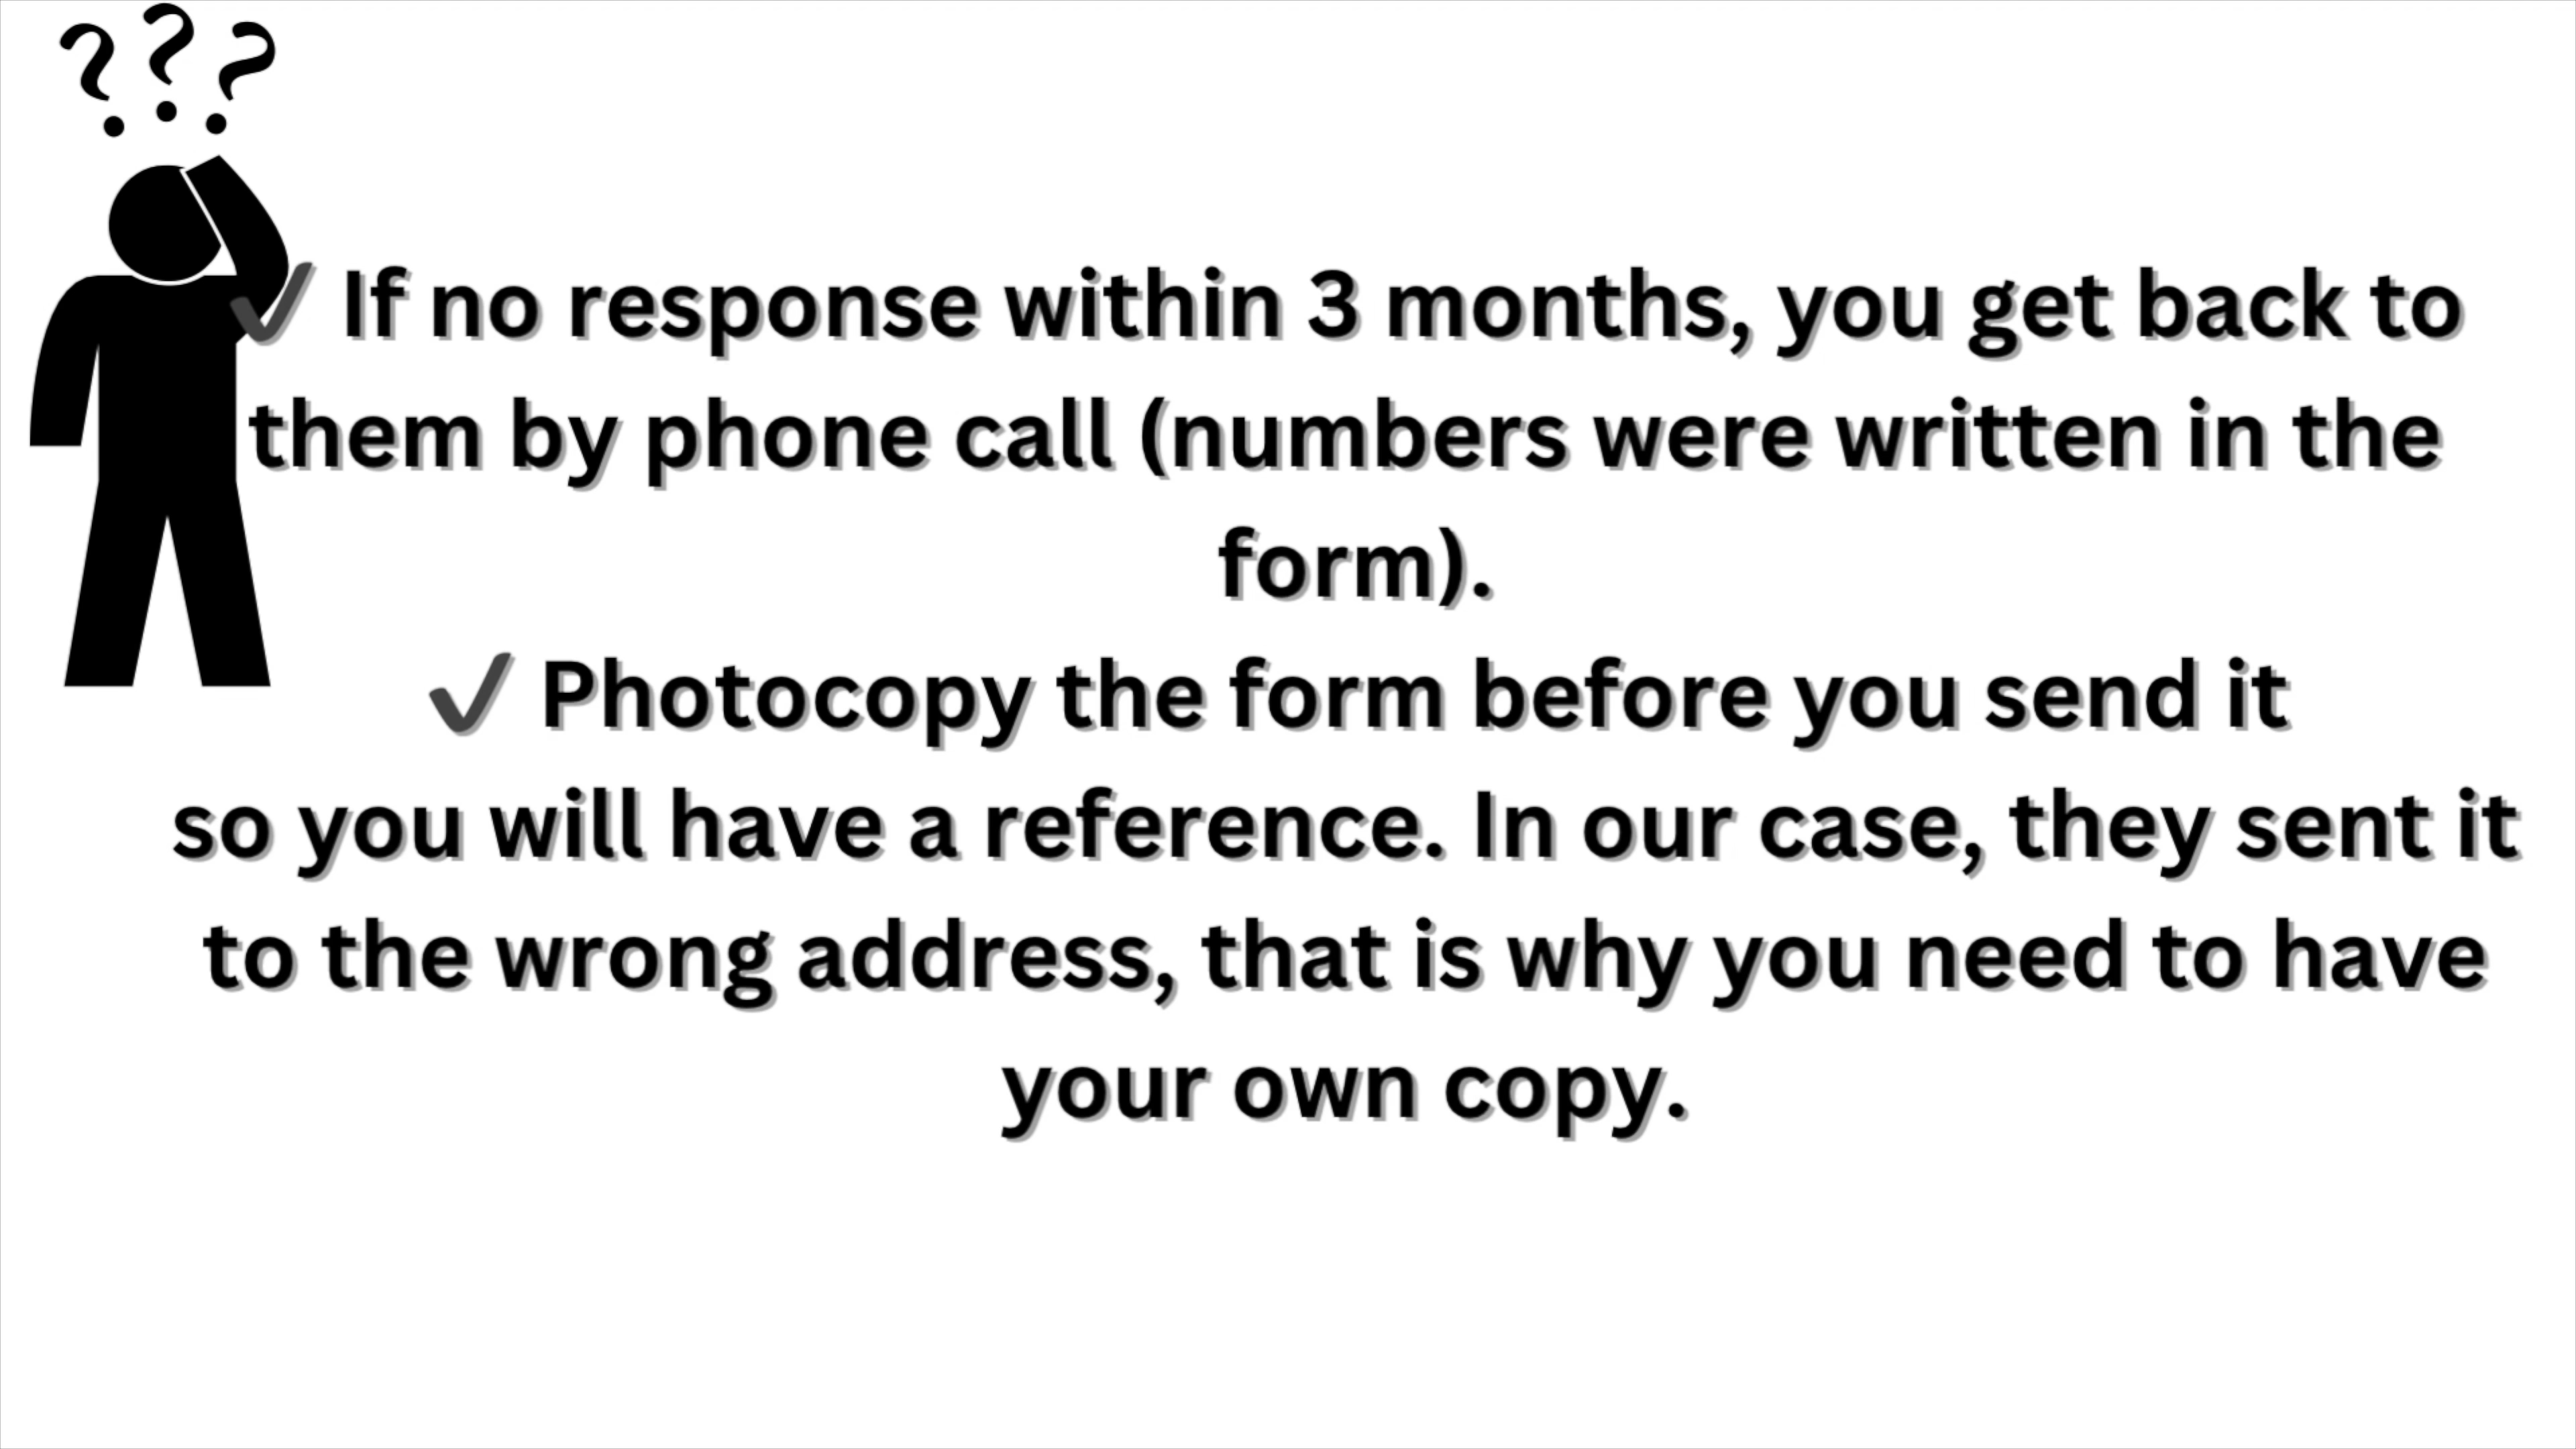 ???
✓ If no response within 3 months, you get back to
them by phone call (numbers were written in the
form).
✓ Photocopy the form before you send it
so you will have a reference. In our case, they sent it
to the wrong address, that is why you need to have
your own copy.